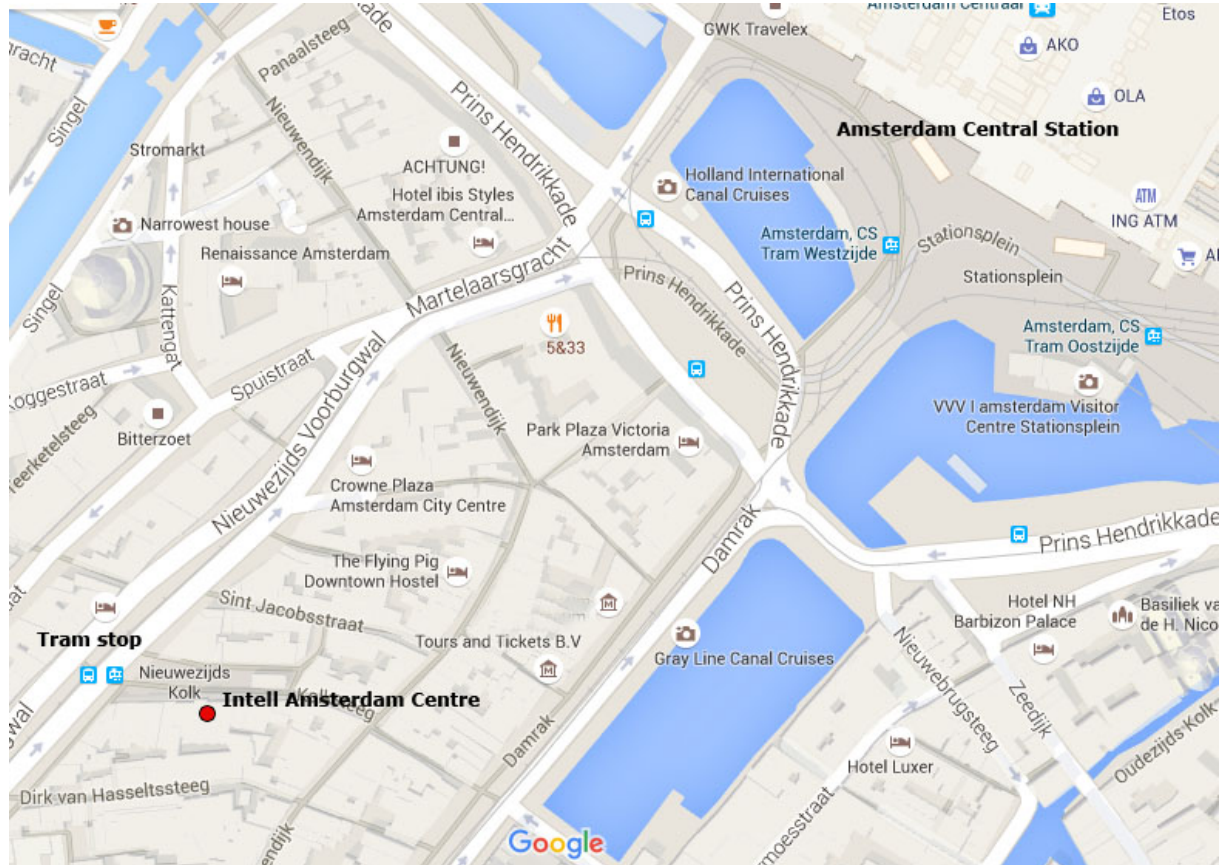 Amsterdam Centraal
Etos
GWK Travelex
AKO
OLA
Amsterdam Central Station
ING ATM
ATM
Panaalsteeg
Singel
Stromarkt
Nieuwendijk
Prins Hendrikkade
ACHTUNG!
Hotel ibis Styles
Amsterdam Central...
Holland International
Canal Cruises
Narrowest house
Renaissance Amsterdam
Amsterdam, CS
Tram Westzijde
Stationsplein
Stationsplein
Singel
Kattengat
Martelaarsgracht
Prins Hendrikkade
Prins Hendrikkade
5&33
Amsterdam, CS
Tram Oostzijde
Koggestraat
Spuistraat
Nieuwendijk
VVV I amsterdam Visitor
Centre Stationsplein
Bitterzoet
Teerketelsteeg
Nieuwezijds Voorburgwal
Park Plaza Victoria
Amsterdam
Crowne Plaza
Amsterdam City Centre
Damrak
Prins Hendrikkade
The Flying Pig
Downtown Hostel
Sint Jacobsstraat
Hotel NH
Barbizon Palace
Basiliek va
de H. Nico
Tram stop
Tours and Tickets B.V
Gray Line Canal Cruises
Nieuwezijds
Kolk
Intell Amsterdam Centre
Damrak
Nieuwebrugsteeg
Zeedijk
Oudezijds Kolk
Hotel Luxer
Dirk van Hasseltssteeg
Google